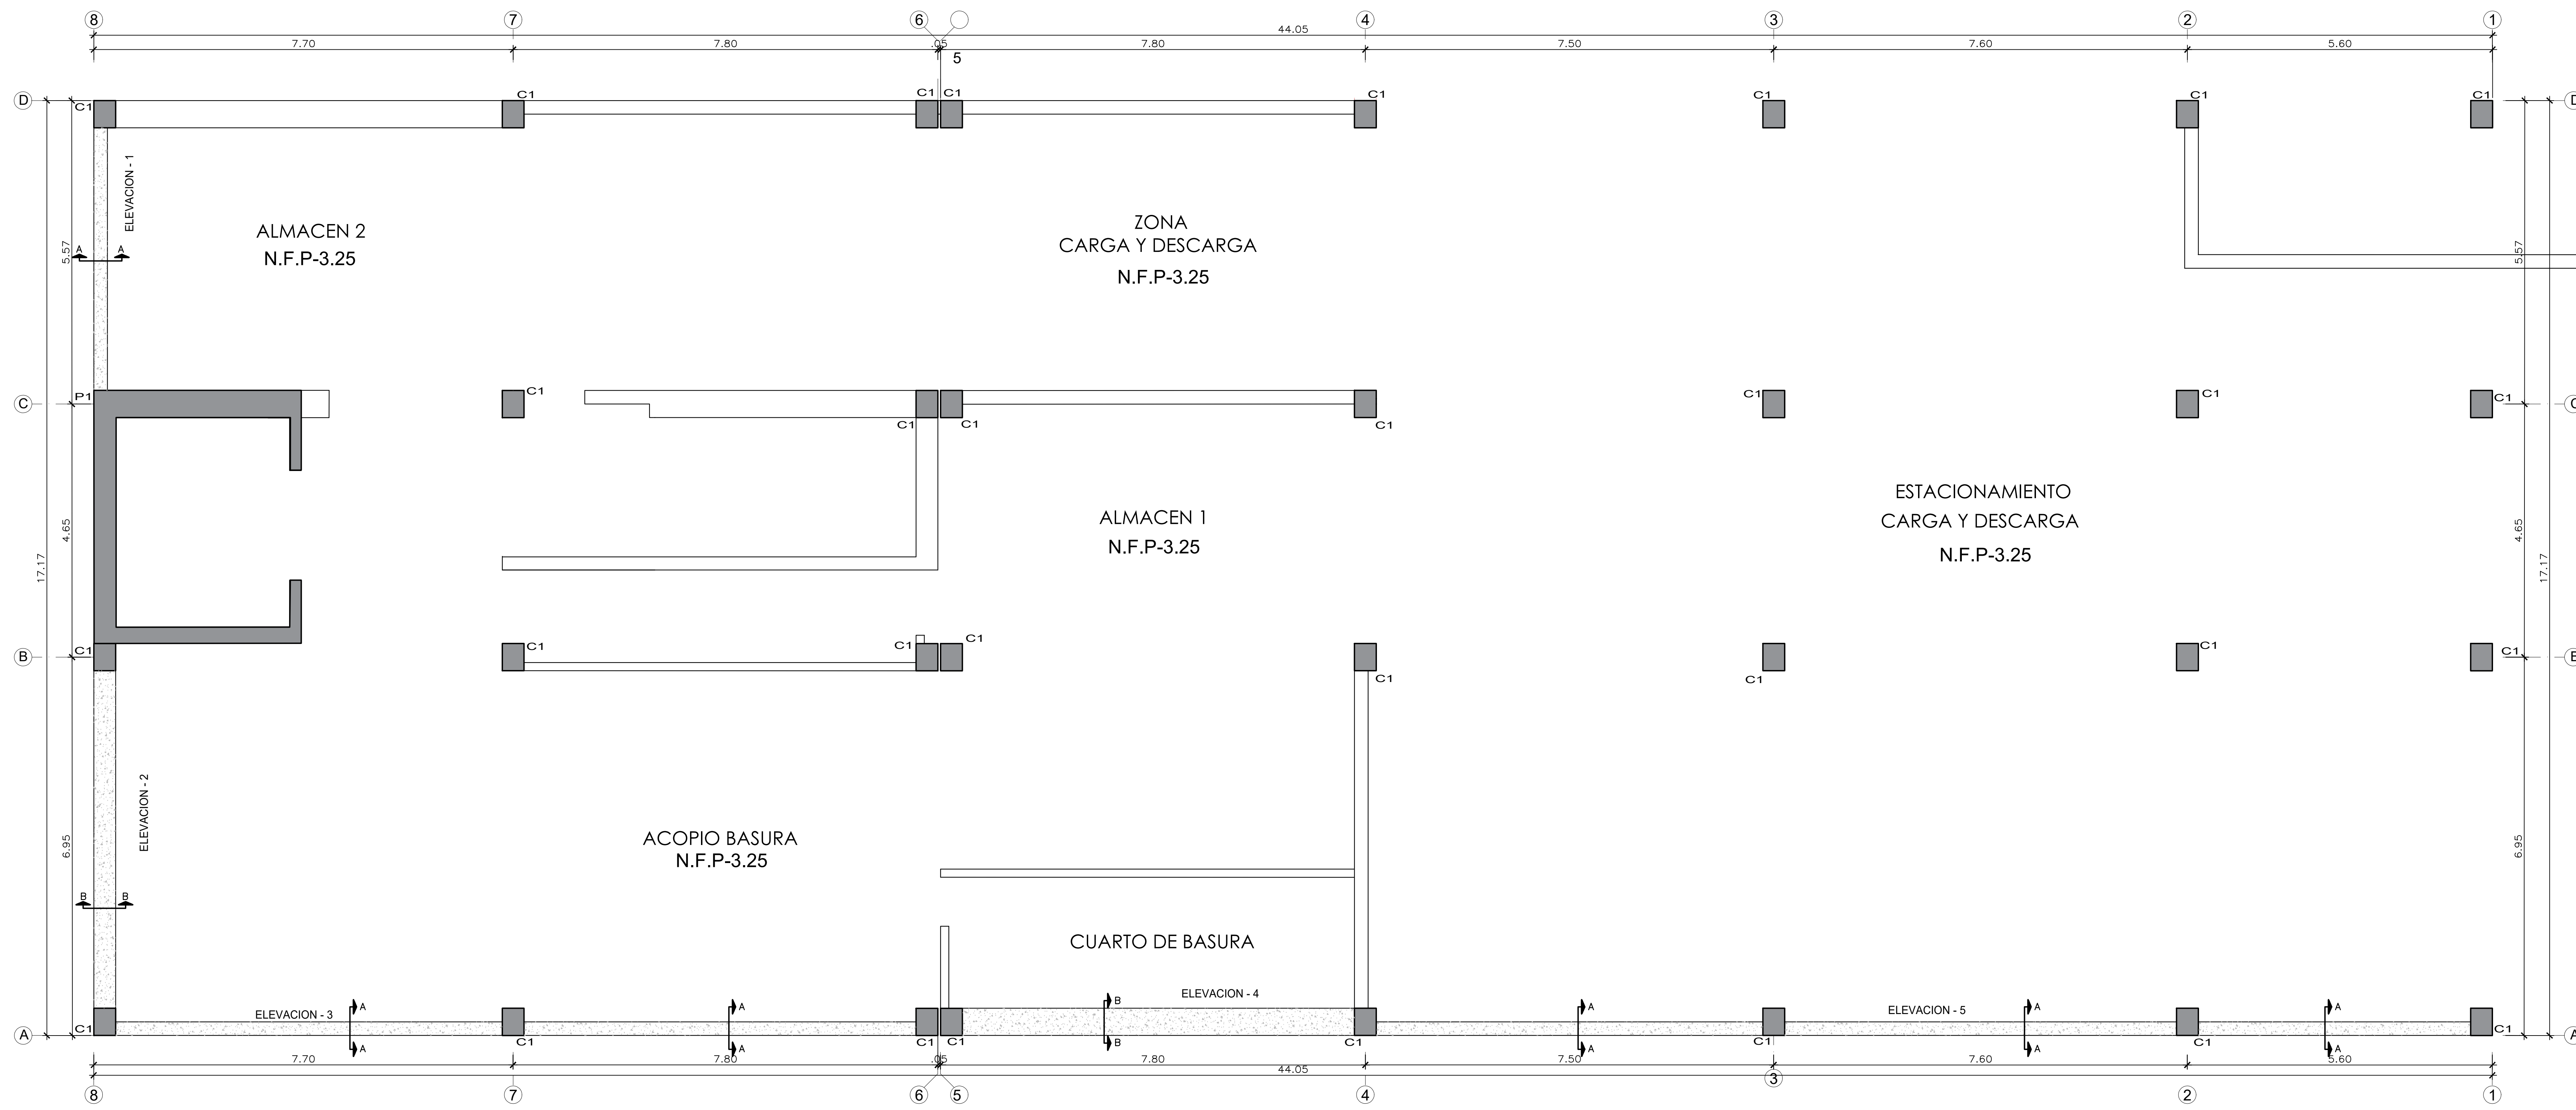 8 7 6 4 3 2 1
44.05
7.70 7.80 .05 7.80 7.50 7.60 5.60
5
D C1 C1 C1 C1 C1 C1 C1 C1
ELEVACION - 1
A A
5.57
5.57
ALMACEN 2
N.F.P-3.25
ZONA
CARGA Y DESCARGA
N.F.P-3.25
C P1 C1 C1 C1 C1 C1 C1 C1
4.65
4.65
17.17
17.17
ALMACEN 1
N.F.P-3.25
ESTACIONAMIENTO
CARGA Y DESCARGA
N.F.P-3.25
B C1 C1 C1 C1 C1 C1 C1 C1
ELEVACION - 2
6.95
6.95
B B
ACOPIO BASURA
N.F.P-3.25
CUARTO DE BASURA
ELEVACION - 3
ELEVACION - 4
ELEVACION - 5
A A B A A A
A A B A A A
A C1 C1 C1 C1 C1 C1 C1 C1
7.70 7.80 .05 7.80 7.50 7.60 5.60
44.05
8 7 6 5 4 3 2 1